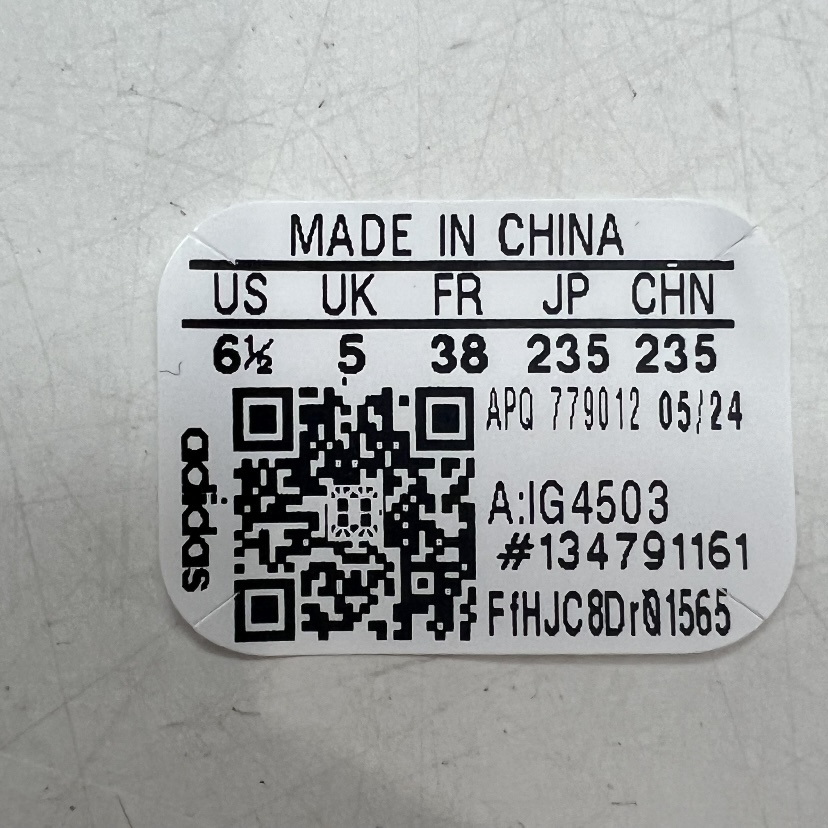 MADE IN CHINA
US UK FR JP CHN
6½ 5 38 235 235
APQ 779012 05/24
adidas
A:IG4503
#134791161
FfHJC8DrQ1565